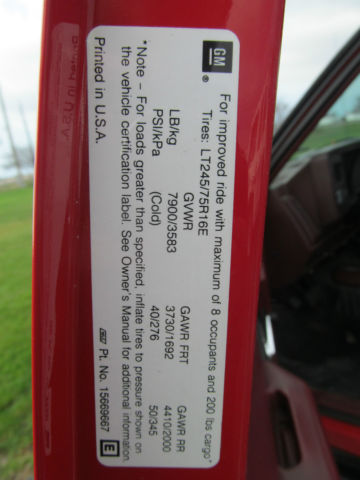 GM ®
For improved ride with maximum of 8 occupants and 200 lbs cargo*
Tires: LT245/75R16E
GVWR GAWR FRT GAWR RR
LB/kg 7900/3583 3730/1692 4410/2000
PSI/kPa (Cold) 40/276 50/345
*Note – For loads greater than specified, inflate tires to pressure shown on
the vehicle certification label. See Owner's Manual for additional information.
Printed in U.S.A. Pt. No. 15669667 E